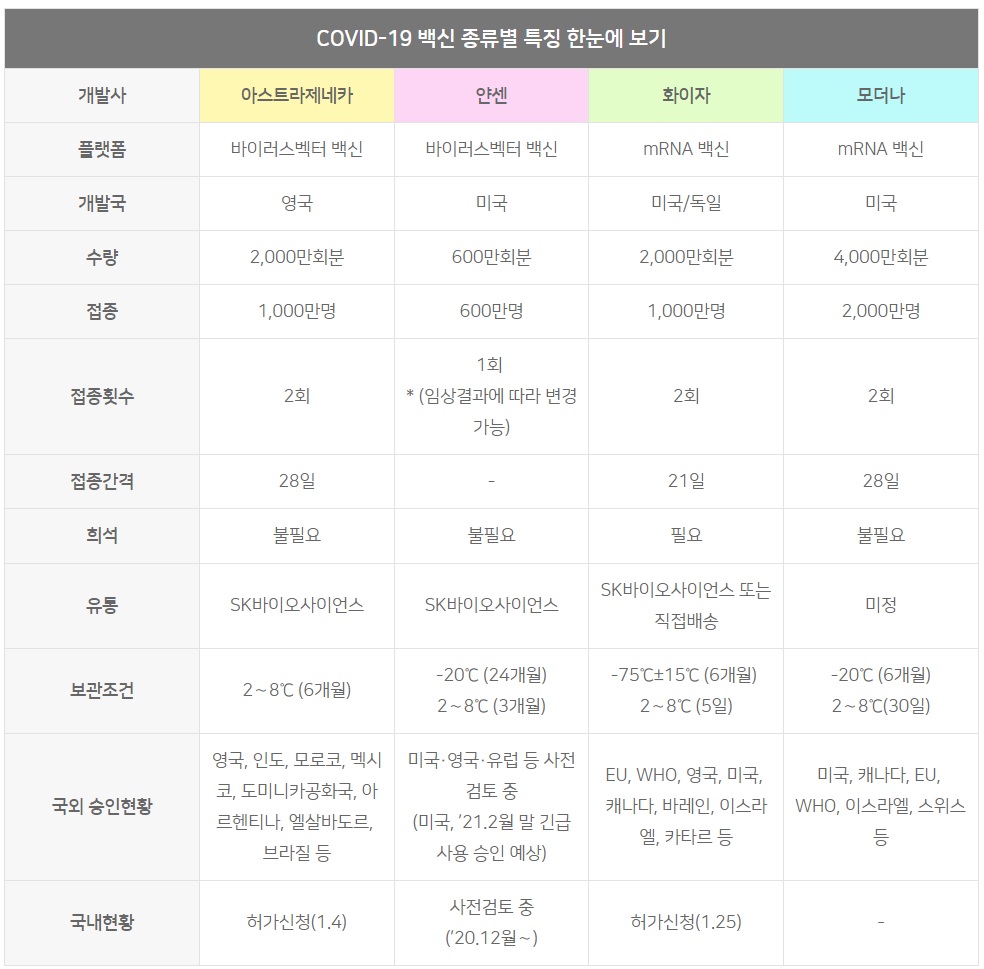 COVID-19 백신 종류별 특징 한눈에 보기
개발사 아스트라제네카 얀센 화이자 모더나
플랫폼 바이러스벡터 백신 바이러스벡터 백신 mRNA 백신 mRNA 백신
개발국 영국 미국 미국/독일 미국
수량 2,000만회분 600만회분 2,000만회분 4,000만회분
접종 1,000만명 600만명 1,000만명 2,000만명
접종횟수 2회
1회
* (임상결과에 따라 변경
가능)
2회 2회
접종간격 28일 - 21일 28일
희석 불필요 불필요 필요 불필요
유통 SK바이오사이언스 SK바이오사이언스
SK바이오사이언스 또는
직접배송
미정
보관조건 2~8℃ (6개월)
-20℃ (24개월)
2~8℃ (3개월)
-75℃±15℃ (6개월)
2~8℃ (5일)
-20℃ (6개월)
2~8℃(30일)
국외 승인현황
영국, 인도, 모로코, 멕시
코, 도미니카공화국, 아
르헨티나, 엘살바도르,
브라질 등
미국·영국·유럽 등 사전
검토 중
(미국, ’21.2월 말 긴급
사용 승인 예상)
EU, WHO, 영국, 미국,
캐나다, 바레인, 이스라
엘, 카타르 등
미국, 캐나다, EU,
WHO, 이스라엘, 스위스
등
국내현황 허가신청(1.4)
사전검토 중
(’20.12월~)
허가신청(1.25) -